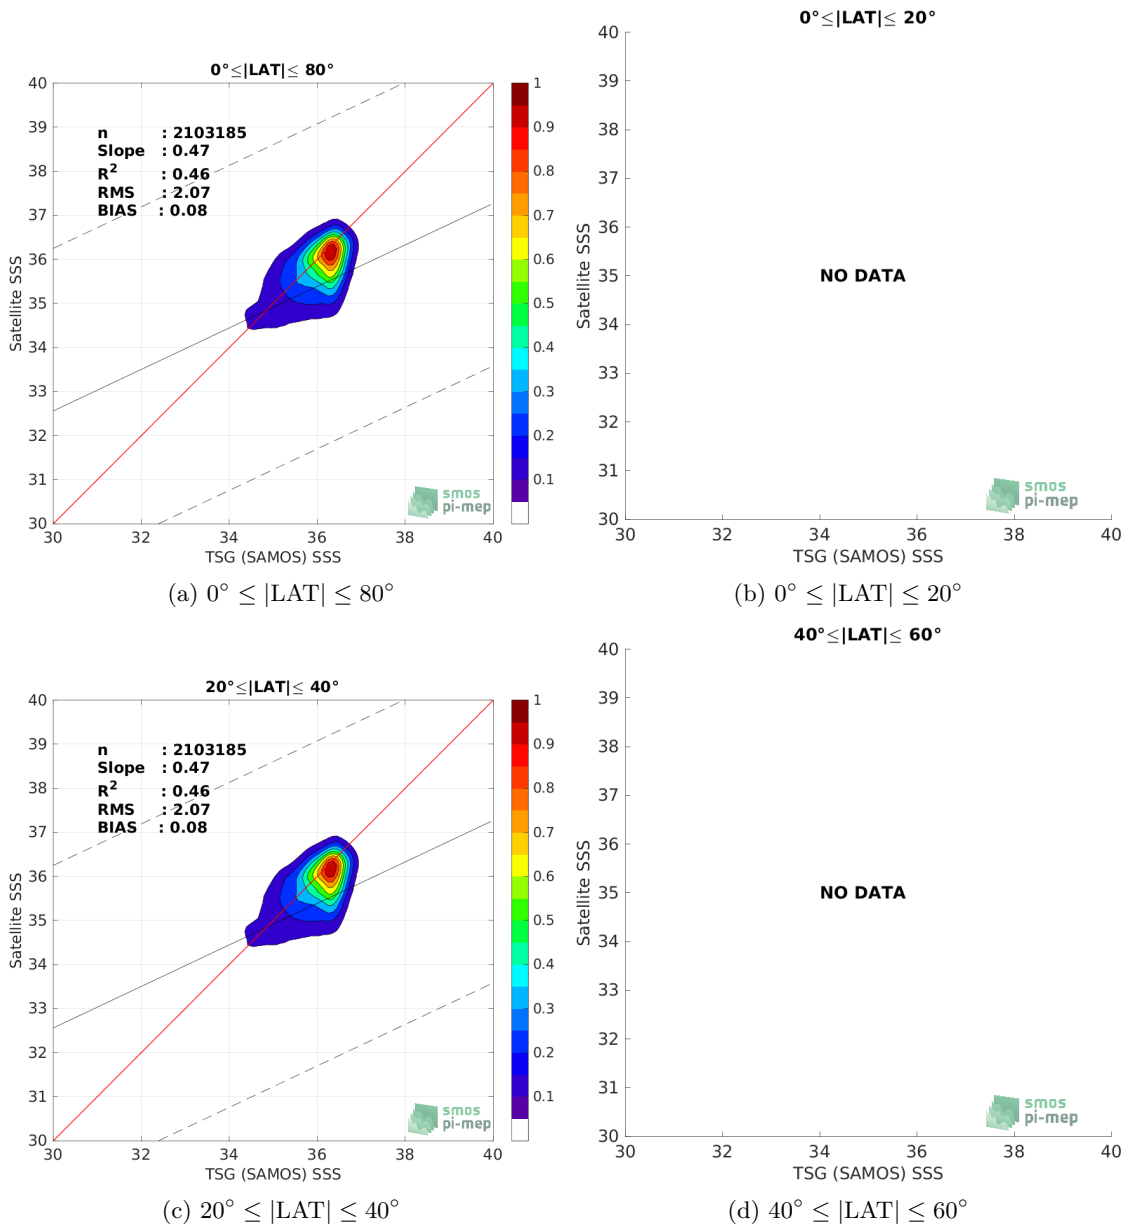 0°≤|LAT|≤ 80°
40
39
38
37
36
35
34
33
32
31
30
30
32
34
36
38
40
Satellite SSS
TSG (SAMOS) SSS
n : 2103185
Slope : 0.47
R² : 0.46
RMS : 2.07
BIAS : 0.08
1
0.9
0.8
0.7
0.6
0.5
0.4
0.3
0.2
0.1
smos
pi-mep
(a) 0° ≤ |LAT| ≤ 80°
0°≤|LAT|≤ 20°
40
39
38
37
36
35
34
33
32
31
30
30
32
34
36
38
40
Satellite SSS
TSG (SAMOS) SSS
NO DATA
smos
pi-mep
(b) 0° ≤ |LAT| ≤ 20°
20°≤|LAT|≤ 40°
40
39
38
37
36
35
34
33
32
31
30
30
32
34
36
38
40
Satellite SSS
TSG (SAMOS) SSS
n : 2103185
Slope : 0.47
R² : 0.46
RMS : 2.07
BIAS : 0.08
1
0.9
0.8
0.7
0.6
0.5
0.4
0.3
0.2
0.1
smos
pi-mep
(c) 20° ≤ |LAT| ≤ 40°
40°≤|LAT|≤ 60°
40
39
38
37
36
35
34
33
32
31
30
30
32
34
36
38
40
Satellite SSS
TSG (SAMOS) SSS
NO DATA
smos
pi-mep
(d) 40° ≤ |LAT| ≤ 60°